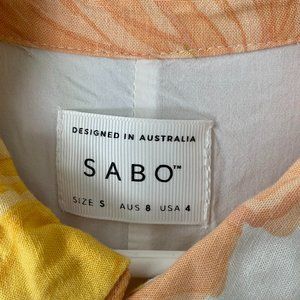 DESIGNED IN AUSTRALIA
SABO™
SIZE S AUS 8 USA 4